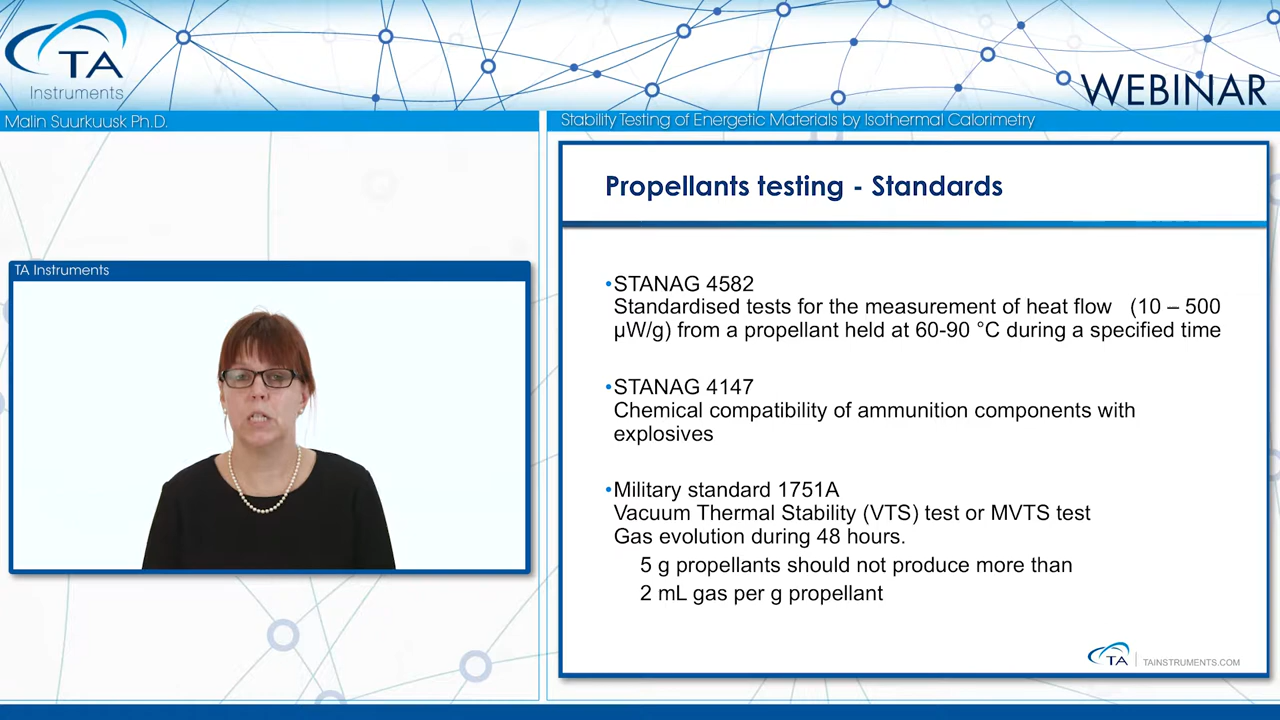 TA
Instruments
WEBINAR
Malin Suurkuusk Ph.D.
Stability Testing of Energetic Materials by Isothermal Calorimetry
TA Instruments
Propellants testing - Standards
•STANAG 4582
Standardised tests for the measurement of heat flow (10 – 500
µW/g) from a propellant held at 60-90 °C during a specified time
•STANAG 4147
Chemical compatibility of ammunition components with
explosives
•Military standard 1751A
Vacuum Thermal Stability (VTS) test or MVTS test
Gas evolution during 48 hours.
5 g propellants should not produce more than
2 mL gas per g propellant
TA
TAINSTRUMENTS.COM